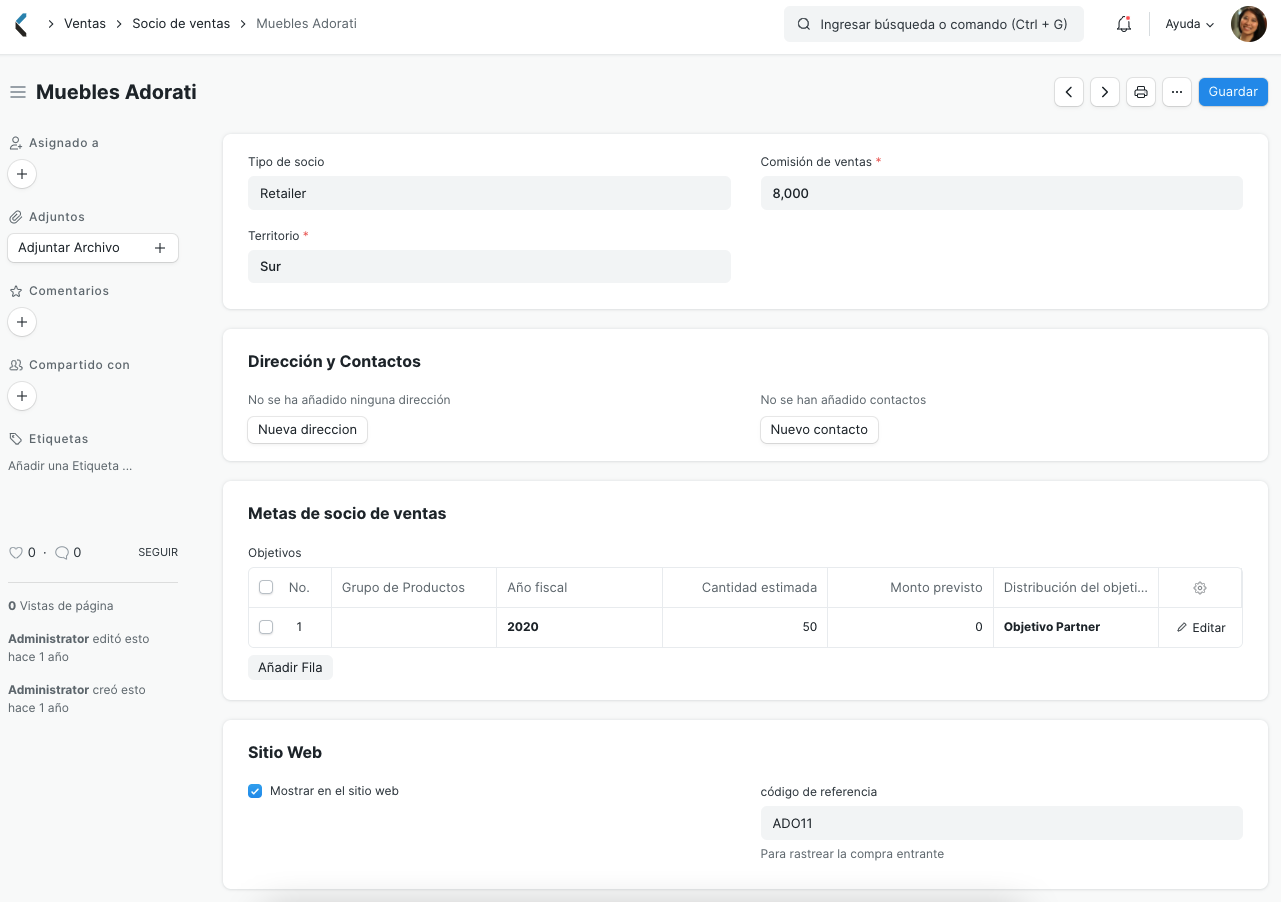 Ventas Socio de ventas Muebles Adorati
Ingresar búsqueda o comando (Ctrl + G)
Ayuda
Muebles Adorati
Guardar
Asignado a
Adjuntos
Adjuntar Archivo
Comentarios
Compartido con
Etiquetas
Añadir una Etiqueta ...
0 · 0 SEGUIR
0 Vistas de página
Administrator editó esto
hace 1 año
Administrator creó esto
hace 1 año
Tipo de socio
Retailer
Comisión de ventas *
8,000
Territorio *
Sur
Dirección y Contactos
No se ha añadido ninguna dirección
Nueva direccion
No se han añadido contactos
Nuevo contacto
Metas de socio de ventas
Objetivos
No. Grupo de Productos Año fiscal Cantidad estimada Monto previsto Distribución del objeti...
1 2020 50 0 Objetivo Partner Editar
Añadir Fila
Sitio Web
Mostrar en el sitio web
código de referencia
ADO11
Para rastrear la compra entrante